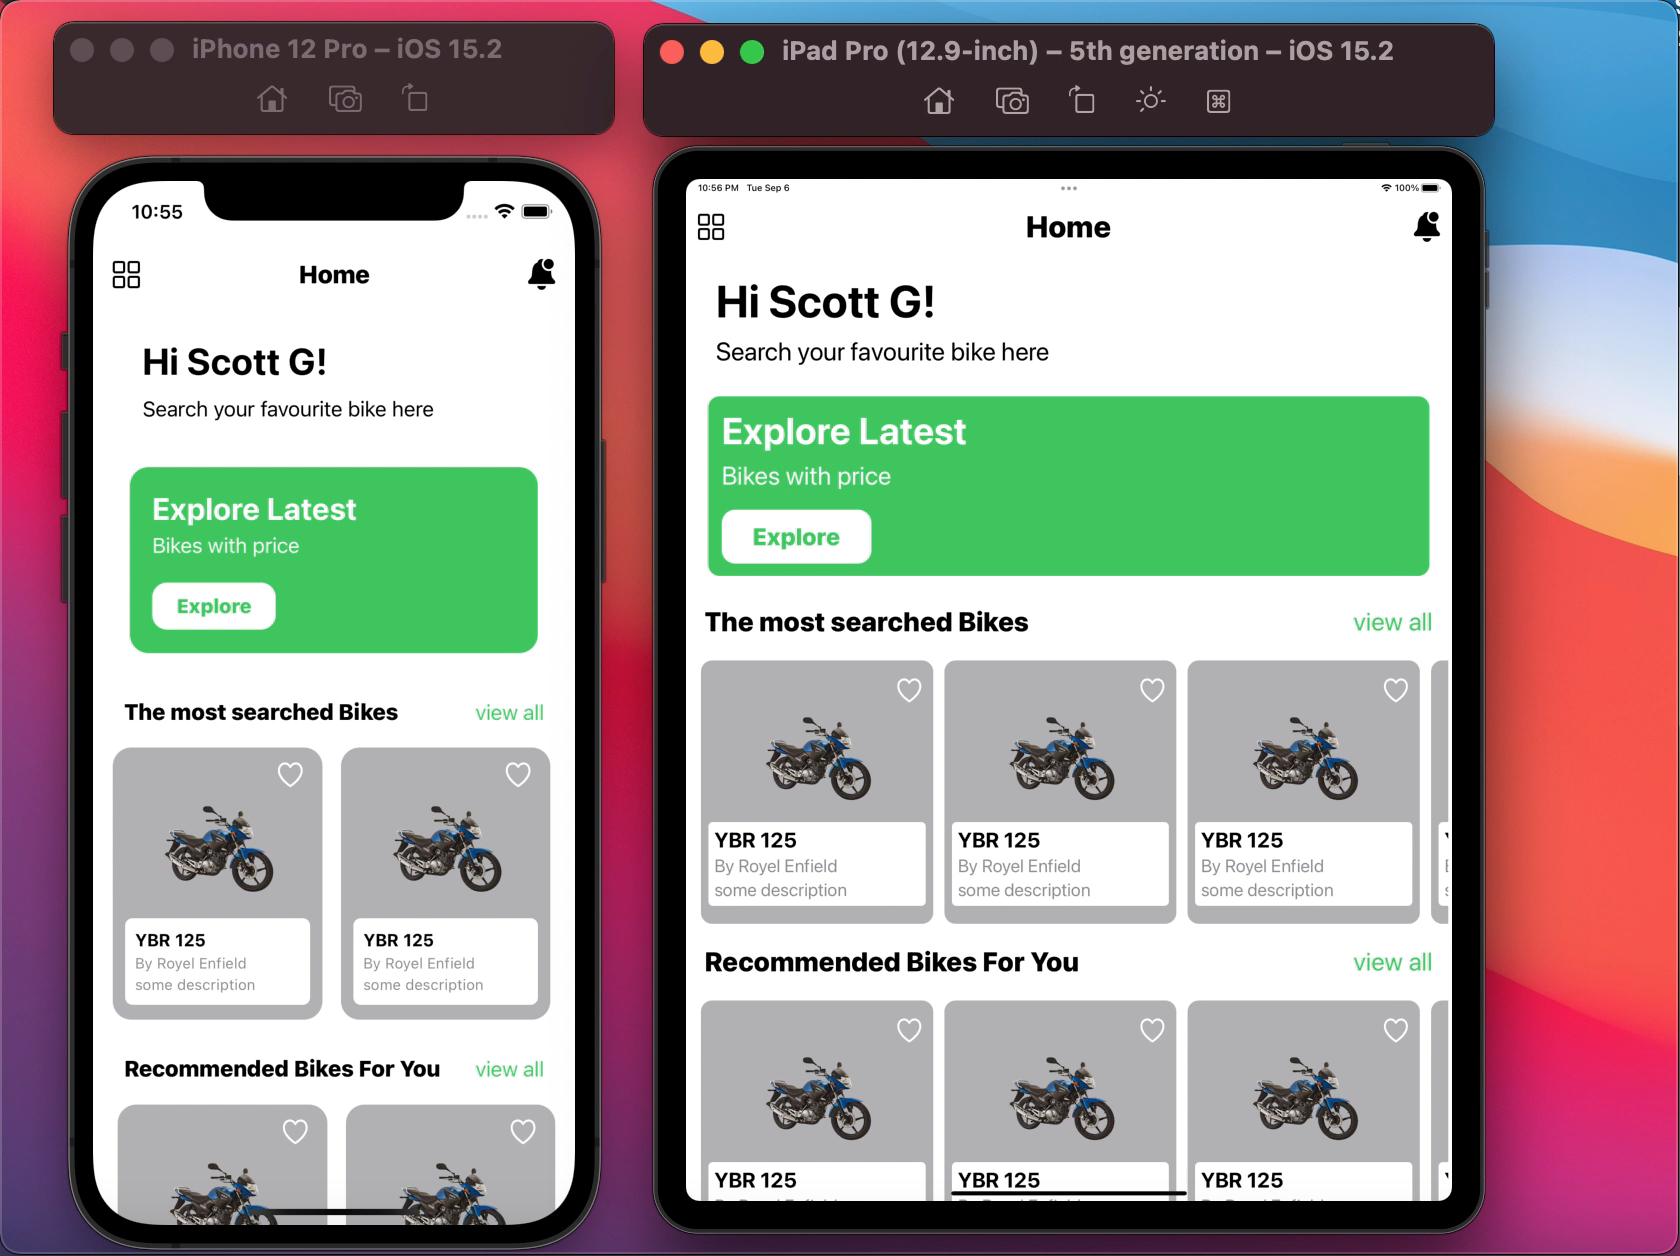 iPhone 12 Pro – iOS 15.2
10:55
Home
Hi Scott G!
Search your favourite bike here
Explore Latest
Bikes with price
Explore
The most searched Bikes view all
YBR 125 YBR 125
By Royel Enfield By Royel Enfield
some description some description
Recommended Bikes For You view all
iPad Pro (12.9-inch) – 5th generation – iOS 15.2
10:56 PM Tue Sep 6 100%
Home
Hi Scott G!
Search your favourite bike here
Explore Latest
Bikes with price
Explore
The most searched Bikes view all
YBR 125 YBR 125 YBR 125
By Royel Enfield By Royel Enfield By Royel Enfield
some description some description some description
Recommended Bikes For You view all
YBR 125 YBR 125 YBR 125